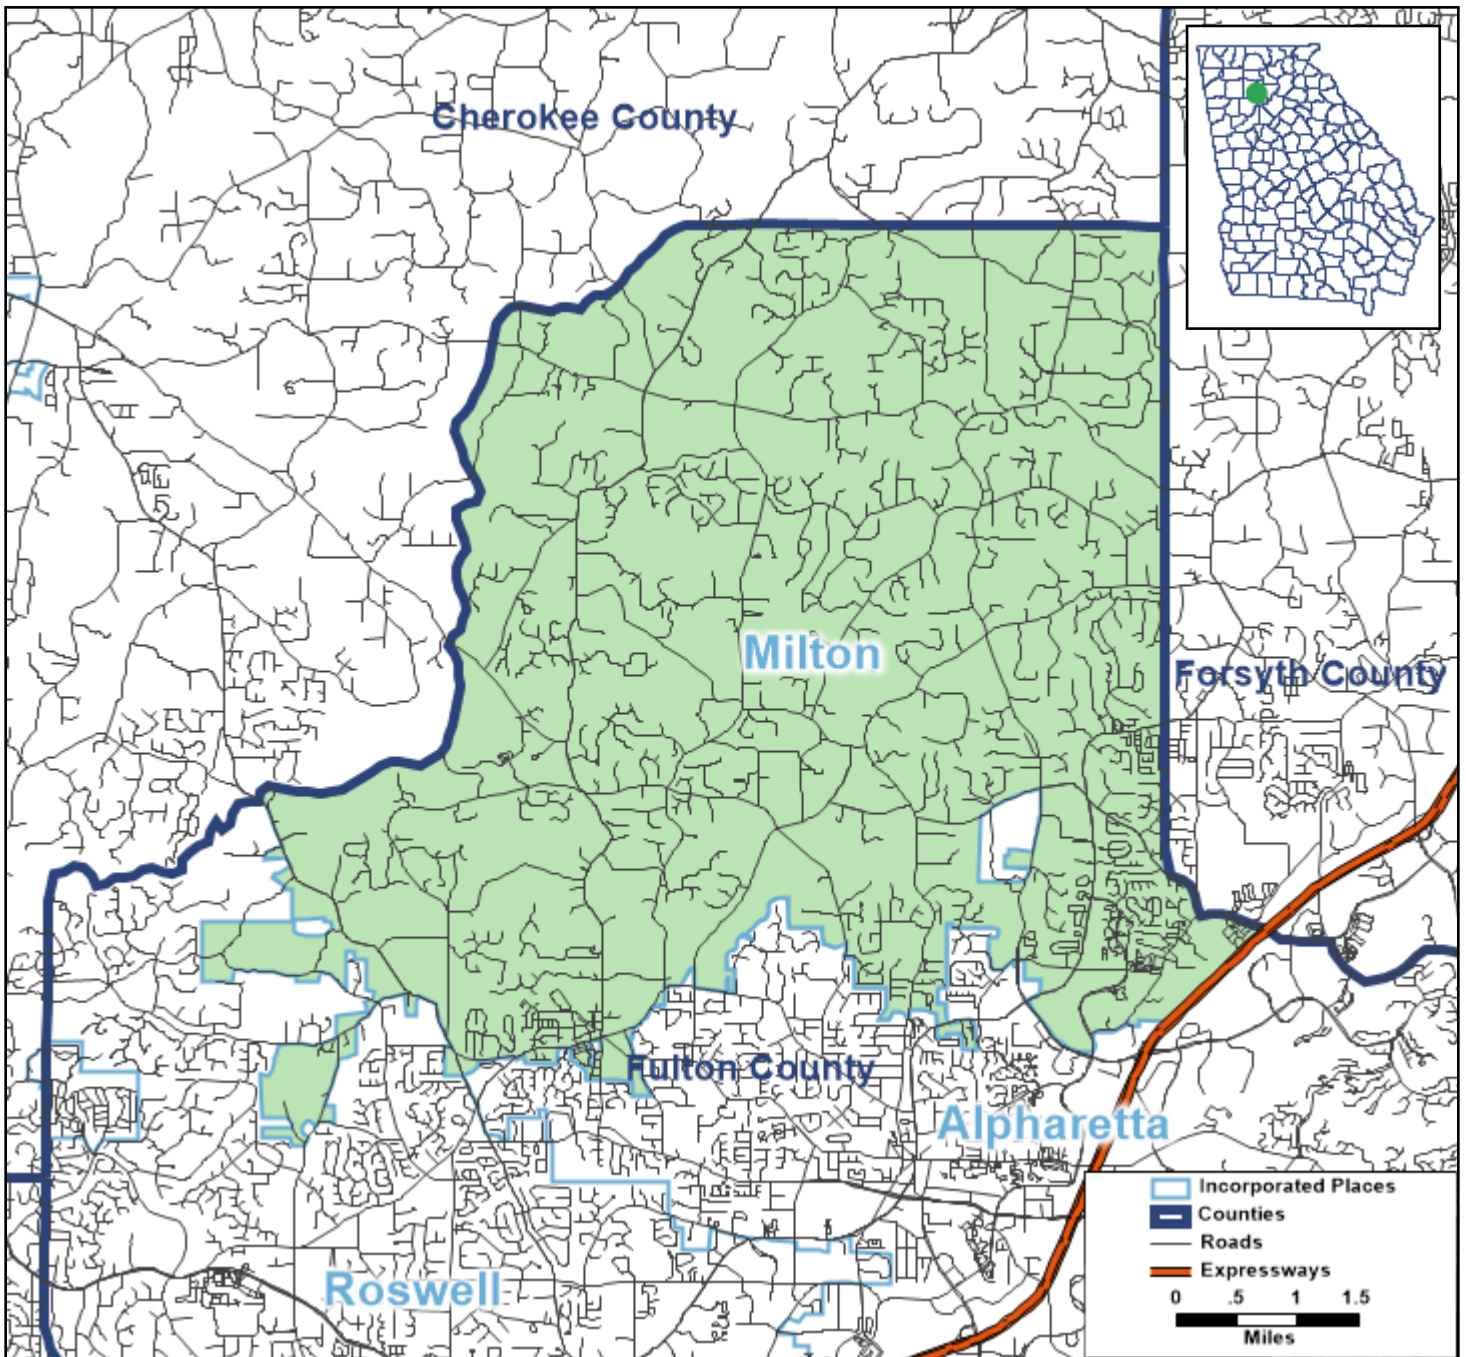 Cherokee County
Milton
Forsyth County
Fulton County
Alpharetta
Roswell
Incorporated Places
Counties
Roads
Expressways
0 .5 1 1.5
Miles